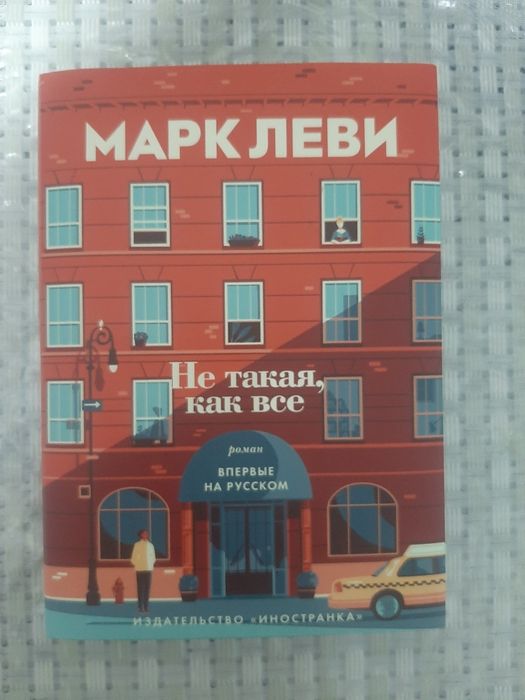 МАРК ЛЕВИ
Не такая,
как все
роман
ВПЕРВЫЕ
НА РУССКОМ
ИЗДАТЕЛЬСТВО «ИНОСТРАНКА»